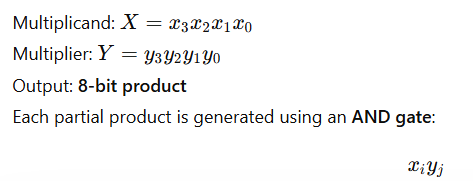 Multiplicand: X = x₃x₂x₁x₀
Multiplier: Y = y₃y₂y₁y₀
Output: 8-bit product
Each partial product is generated using an AND gate:
xᵢyⱼ